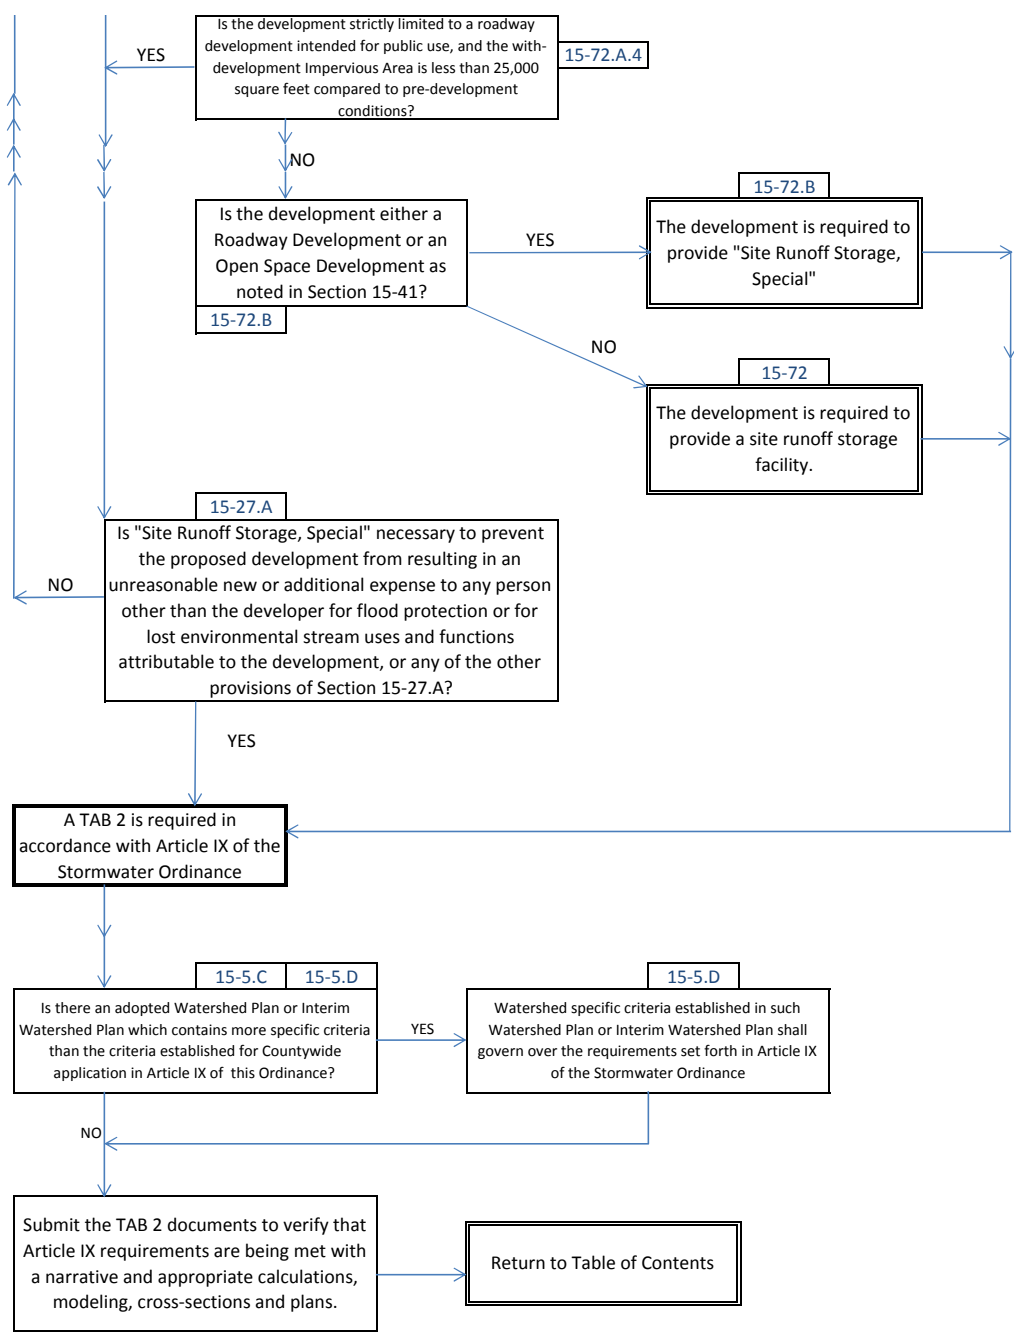 Is the development strictly limited to a roadway
development intended for public use, and the with-
development Impervious Area is less than 25,000
square feet compared to pre-development
conditions?
15-72.A.4
YES
NO
Is the development either a
Roadway Development or an
Open Space Development as
noted in Section 15-41?
15-72.B
YES
15-72.B
The development is required to
provide "Site Runoff Storage,
Special"
NO
15-72
The development is required to
provide a site runoff storage
facility.
15-27.A
Is "Site Runoff Storage, Special" necessary to prevent
the proposed development from resulting in an
unreasonable new or additional expense to any person
other than the developer for flood protection or for
lost environmental stream uses and functions
attributable to the development, or any of the other
provisions of Section 15-27.A?
NO
YES
A TAB 2 is required in
accordance with Article IX of the
Stormwater Ordinance
15-5.C
15-5.D
Is there an adopted Watershed Plan or Interim
Watershed Plan which contains more specific criteria
than the criteria established for Countywide
application in Article IX of  this Ordinance?
YES
15-5.D
Watershed specific criteria established in such
Watershed Plan or Interim Watershed Plan shall
govern over the requirements set forth in Article IX
of the Stormwater Ordinance
NO
Submit the TAB 2 documents to verify that
Article IX requirements are being met with
a narrative and appropriate calculations,
modeling, cross-sections and plans.
Return to Table of Contents